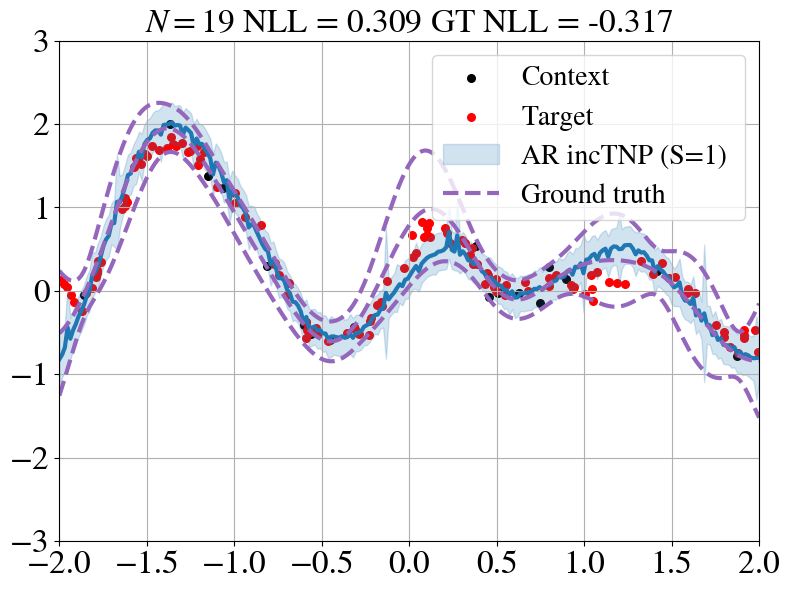 N = 19 NLL = 0.309 GT NLL = -0.317
3
2
1
0
−1
−2
−3
Context
Target
AR incTNP (S=1)
Ground truth
−2.0 −1.5 −1.0 −0.5 0.0 0.5 1.0 1.5 2.0